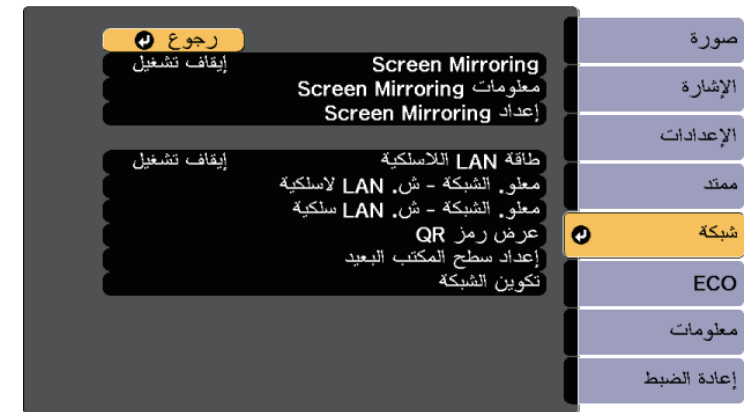 صورة
الإشارة
الإعدادات
ممتد
شبكة
ECO
معلومات
إعادة الضبط
رجوع
Screen Mirroring إيقاف تشغيل
معلومات Screen Mirroring
إعداد Screen Mirroring
طاقة LAN اللاسلكية إيقاف تشغيل
معلو. الشبكة - ش. LAN لاسلكية
معلو. الشبكة - ش. LAN سلكية
عرض رمز QR
إعداد سطح المكتب البعيد
تكوين الشبكة